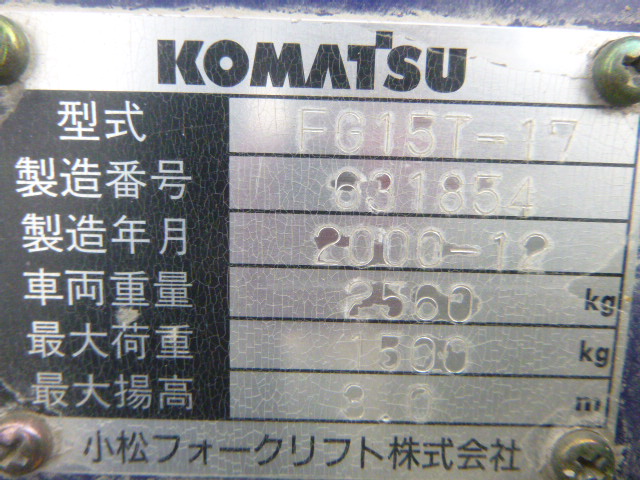 KOMATSU
型式 FG15T-17
製造番号 631854
製造年月 2000-12
車両重量 2560 kg
最大荷重 1500 kg
最大揚高 3.0 m
小松フォークリフト株式会社